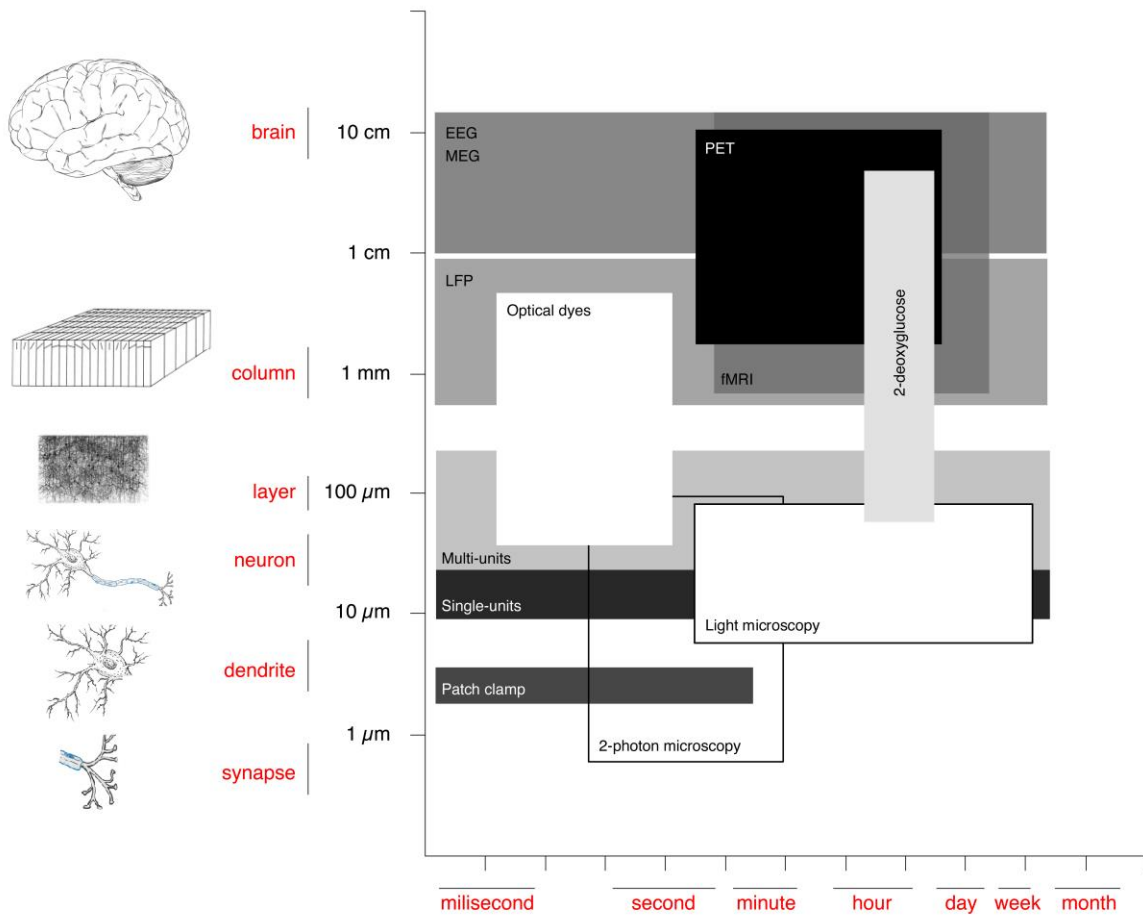 brain
10 cm
EEG
MEG
PET
1 cm
LFP
Optical dyes
2-deoxyglucose
column
1 mm
fMRI
layer
100 µm
neuron
Multi-units
Single-units
10 µm
Light microscopy
dendrite
Patch clamp
1 µm
2-photon microscopy
synapse
milisecond
second
minute
hour
day
week
month